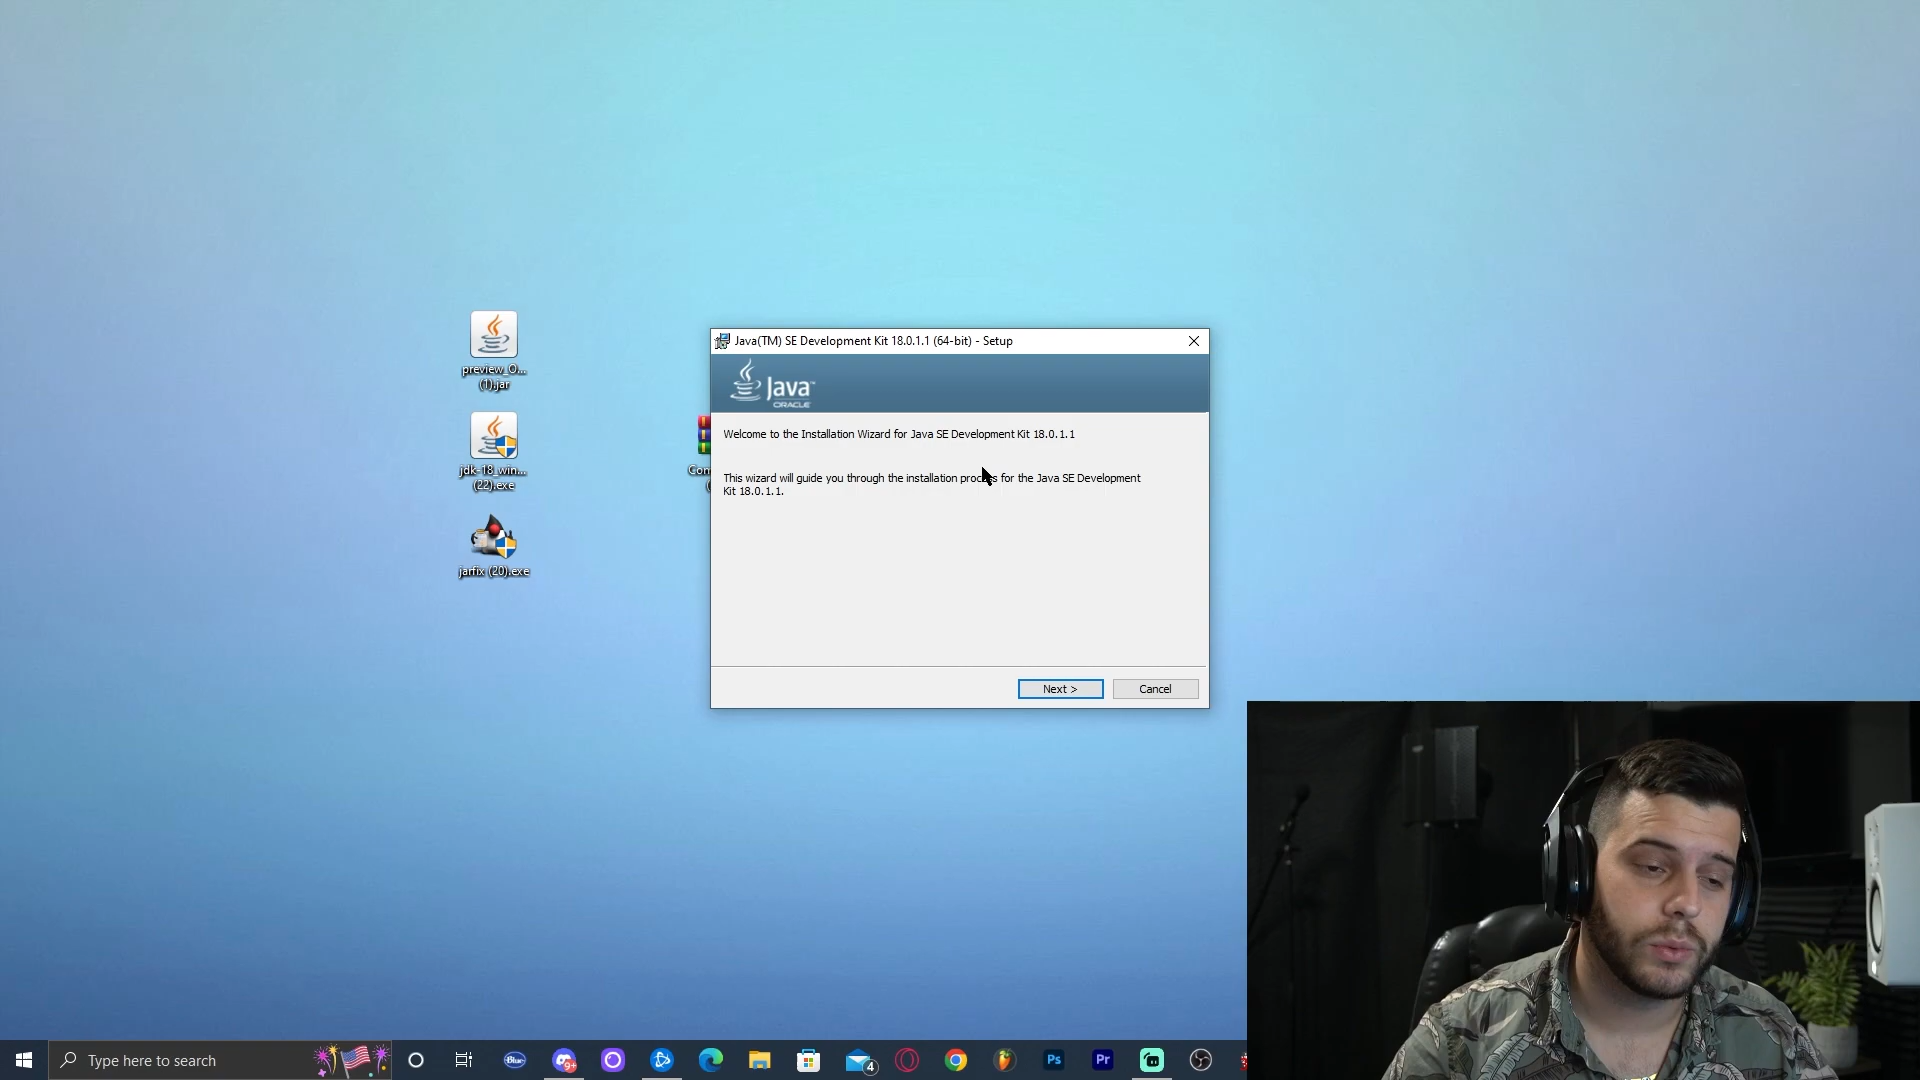 preview_O...
(1).jar
jdk-18_win...
(22).exe
jarfix (20).exe
Java(TM) SE Development Kit 18.0.1.1 (64-bit) - Setup
Java™
ORACLE
Welcome to the Installation Wizard for Java SE Development Kit 18.0.1.1
This wizard will guide you through the installation process for the Java SE Development
Kit 18.0.1.1.
Next >
Cancel
Type here to search
Blue
9+
4
Ps
Pr